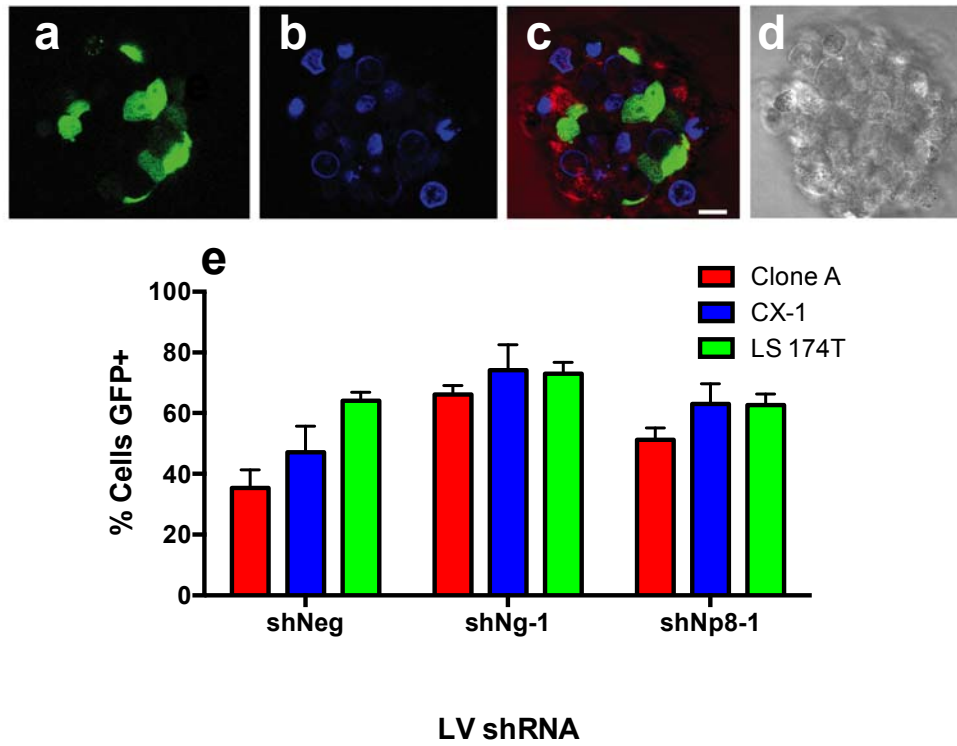 a
b
c
d
e
Clone A
CX-1
LS 174T
% Cells GFP+
100
80
60
40
20
0
shNeg
shNg-1
shNp8-1
LV shRNA